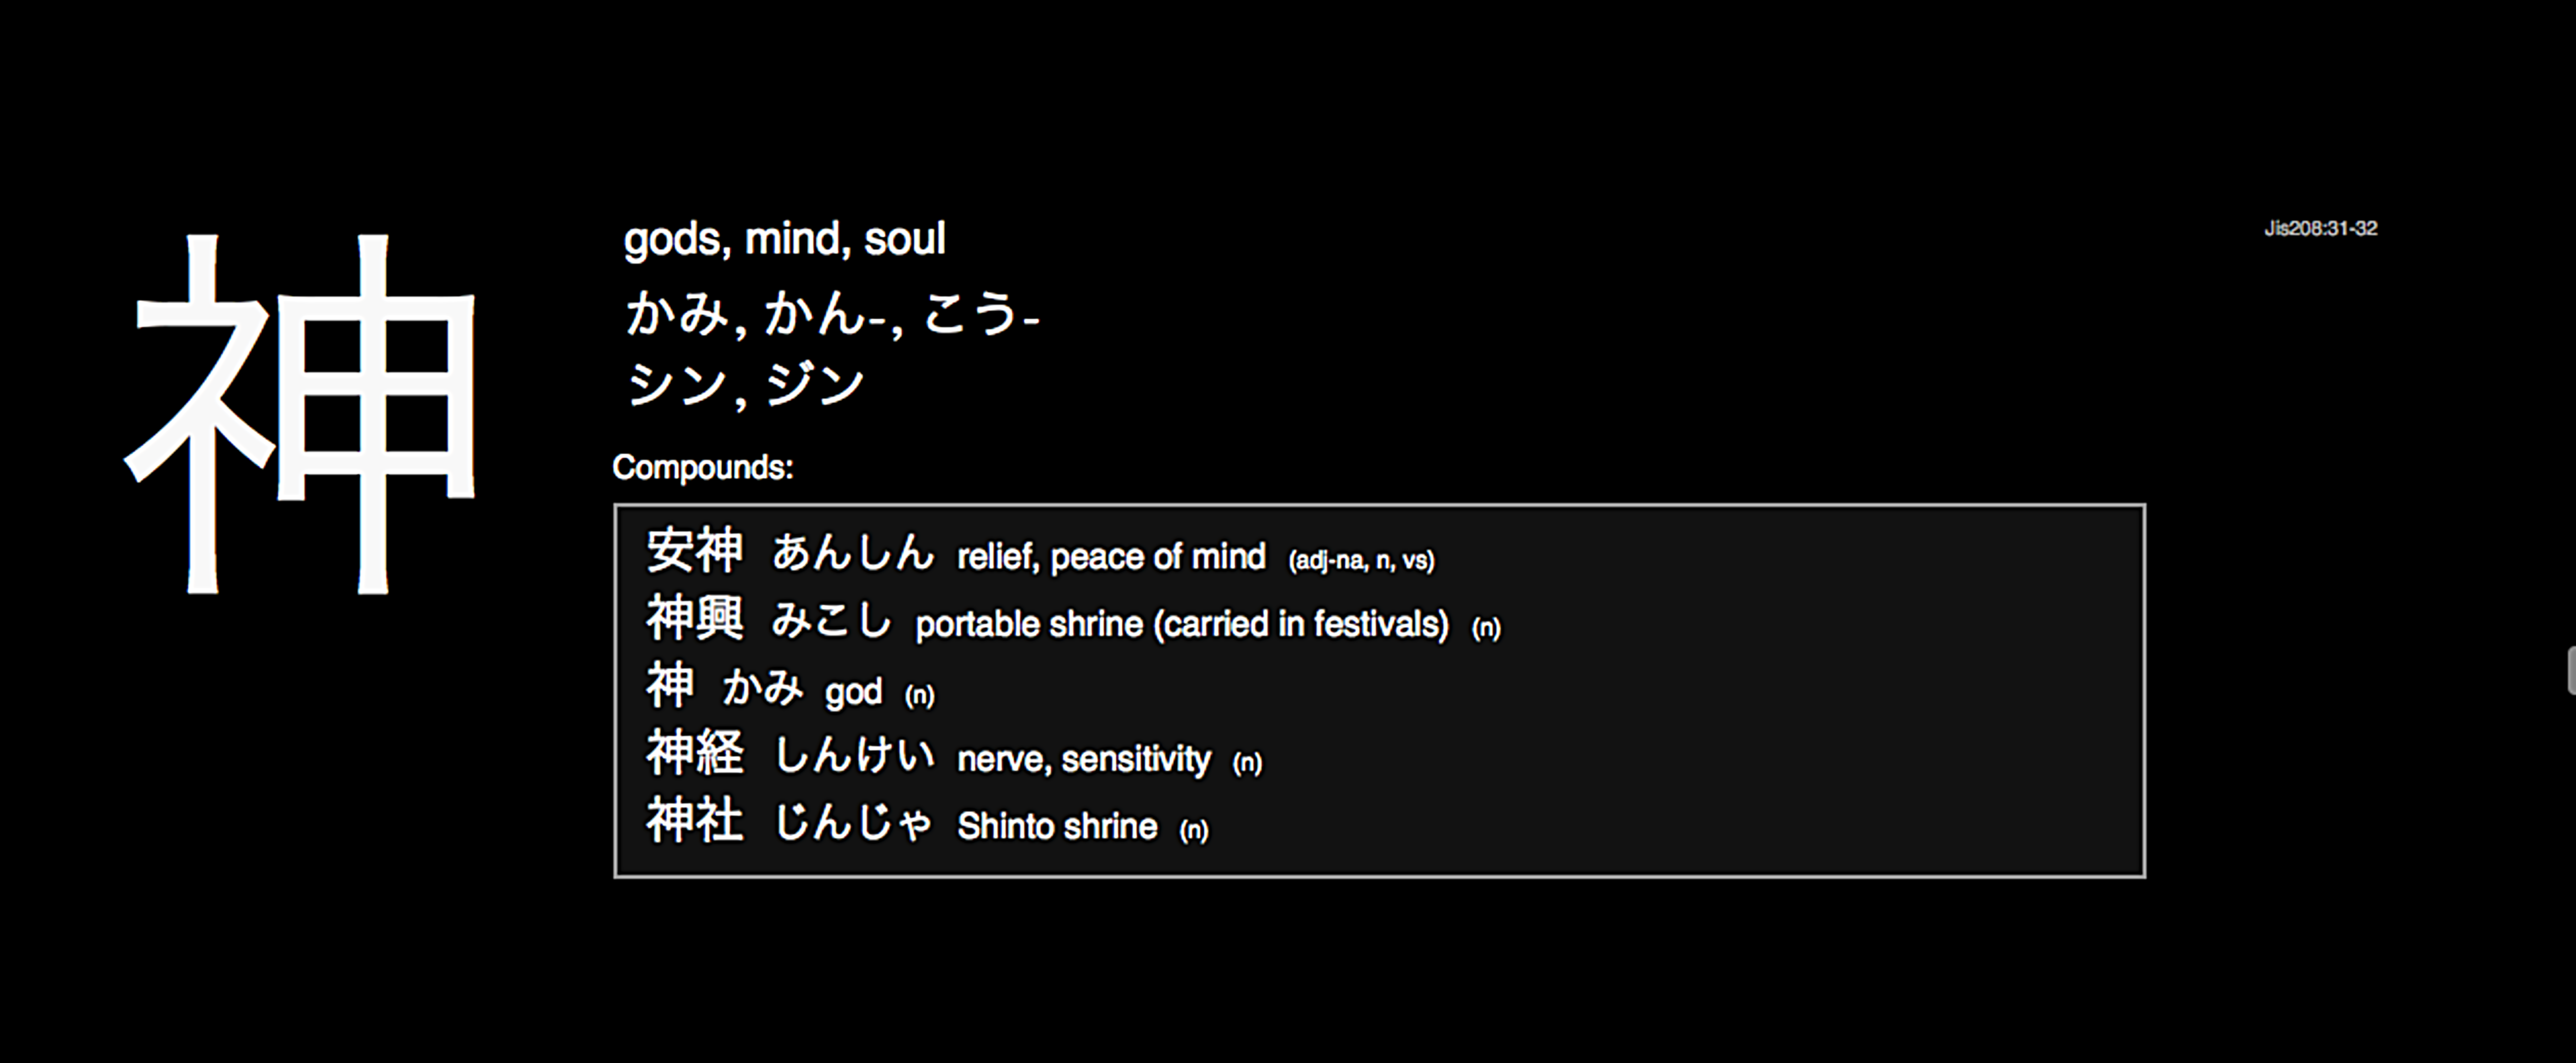 神
gods, mind, soul
Jis208:31-32
かみ, かん-, こう-
シン, ジン
Compounds:
安神 あんしん relief, peace of mind (adj-na, n, vs)
神興 みこし portable shrine (carried in festivals) (n)
神 かみ god (n)
神経 しんけい nerve, sensitivity (n)
神社 じんじゃ Shinto shrine (n)